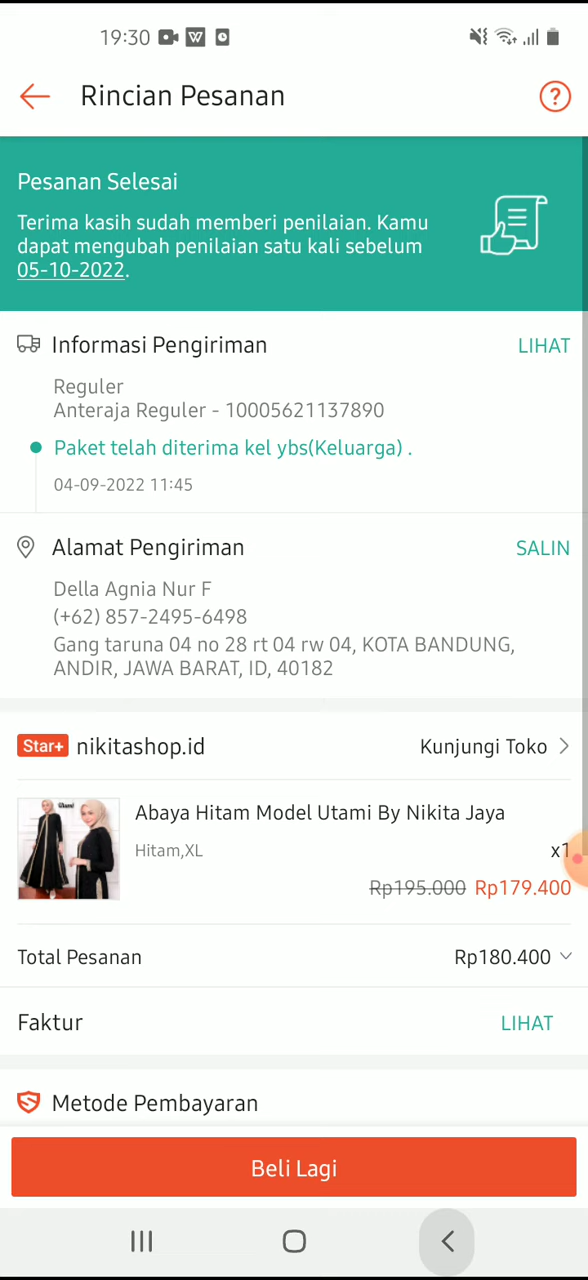 19:30
Rincian Pesanan
Pesanan Selesai
Terima kasih sudah memberi penilaian. Kamu
dapat mengubah penilaian satu kali sebelum
05-10-2022.
Informasi Pengiriman LIHAT
Reguler
Anteraja Reguler - 10005621137890
Paket telah diterima kel ybs(Keluarga) .
04-09-2022 11:45
Alamat Pengiriman SALIN
Della Agnia Nur F
(+62) 857-2495-6498
Gang taruna 04 no 28 rt 04 rw 04, KOTA BANDUNG,
ANDIR, JAWA BARAT, ID, 40182
Star+ nikitashop.id Kunjungi Toko
Abaya Hitam Model Utami By Nikita Jaya
Hitam,XL x1
Rp195.000 Rp179.400
Total Pesanan Rp180.400
Faktur LIHAT
Metode Pembayaran
Beli Lagi